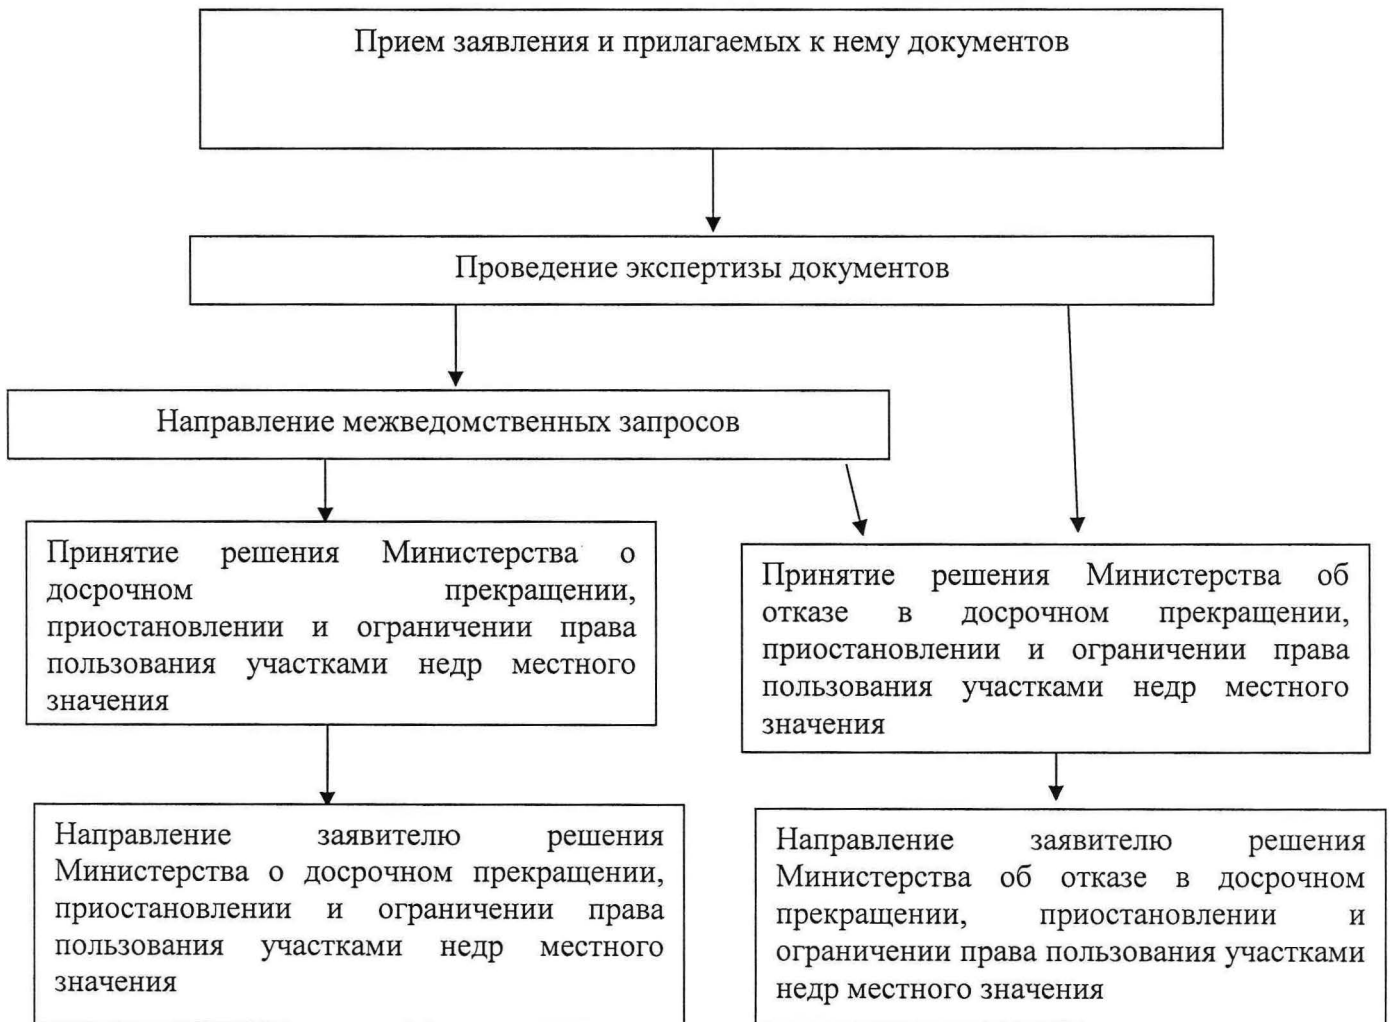 Прием заявления и прилагаемых к нему документов
Проведение экспертизы документов
Направление межведомственных запросов
Принятие решения Министерства о
досрочном прекращении,
приостановлении и ограничении права
пользования участками недр местного
значения
Принятие решения Министерства об
отказе в досрочном прекращении,
приостановлении и ограничении права
пользования участками недр местного
значения
Направление заявителю решения
Министерства о досрочном прекращении,
приостановлении и ограничении права
пользования участками недр местного
значения
Направление заявителю решения
Министерства об отказе в досрочном
прекращении, приостановлении и
ограничении права пользования участками
недр местного значения